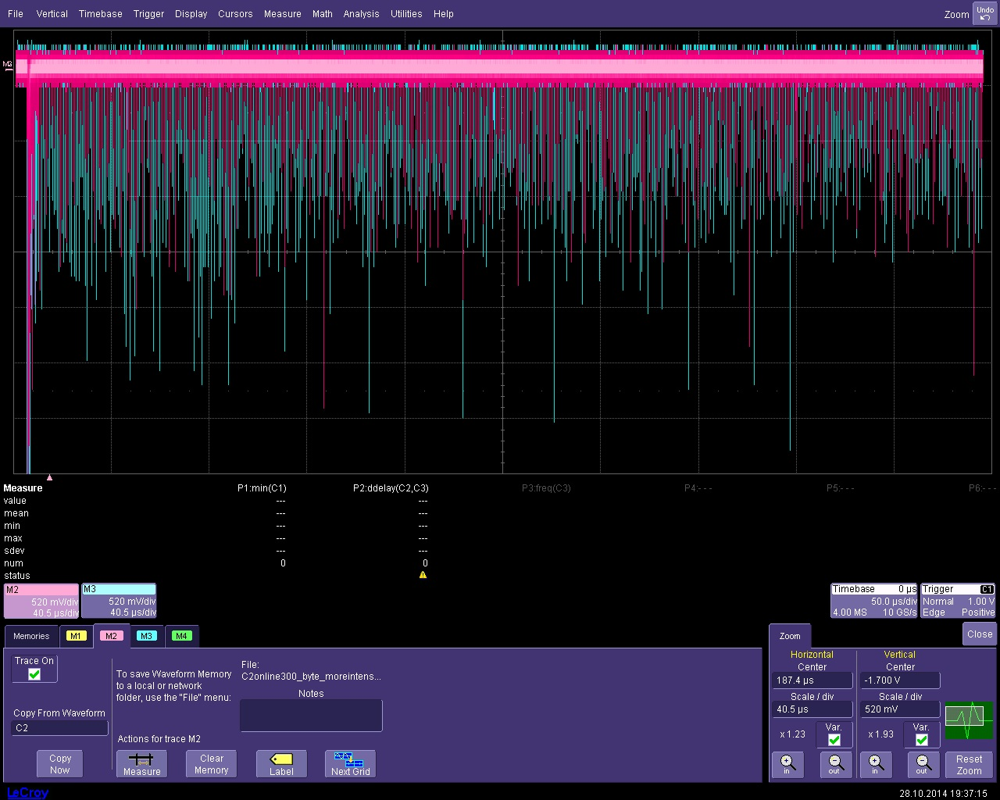 File Vertical Timebase Trigger Display Cursors Measure Math Analysis Utilities Help Zoom Undo
M3
Measure P1:min(C1) P2:ddelay(C2,C3) P3:freq(C3) P4:- - - P5:- - - P6:- - -
value --- ---
mean --- ---
min --- ---
max --- ---
sdev --- ---
num 0 0
status
M2 M3
520 mV/div 520 mV/div
40.5 µs/div 40.5 µs/div
Timebase 0 µs Trigger C1
50.0 µs/div Normal 1.00 V
4.00 MS 10 GS/s Edge Positive
Memories M1 M2 M3 M4
Trace On
To save Waveform Memory
to a local or network
folder, use the "File" menu:
File:
C2online300_byte_moreintens...
Notes
Copy From Waveform
C2
Actions for trace M2
Copy Now
Measure
Clear Memory
Label
Next Grid
Zoom Close
Horizontal Vertical
Center Center
187.4 µs -1.700 V
Scale / div Scale / div
40.5 µs 520 mV
x 1.23 Var. x 1.93 Var.
in out in out Reset Zoom
LeCroy 28.10.2014 19:37:15